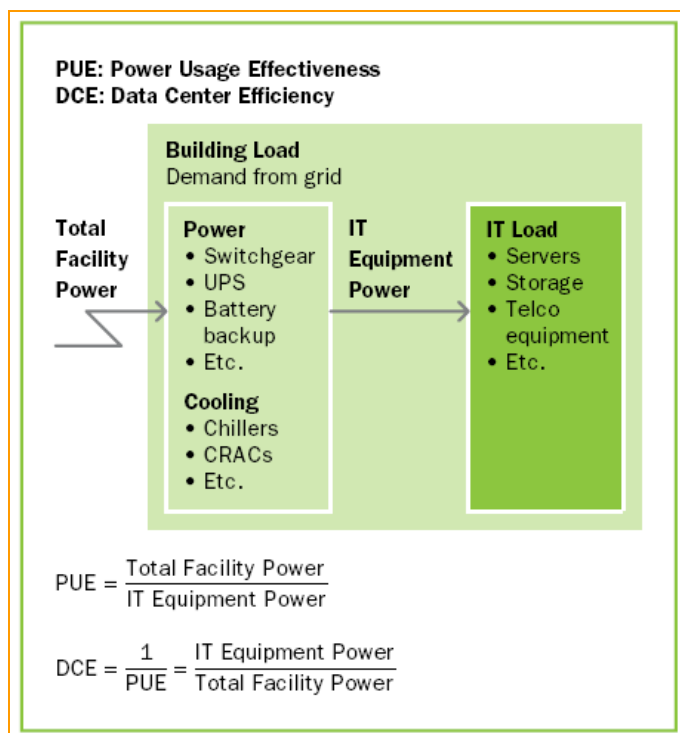 PUE: Power Usage Effectiveness
DCE: Data Center Efficiency
Building Load
Demand from grid
Total
Facility
Power
Power
• Switchgear
• UPS
• Battery
backup
• Etc.
Cooling
• Chillers
• CRACs
• Etc.
IT
Equipment
Power
IT Load
• Servers
• Storage
• Telco
equipment
• Etc.
PUE = Total Facility Power / IT Equipment Power
DCE = 1 / PUE = IT Equipment Power / Total Facility Power